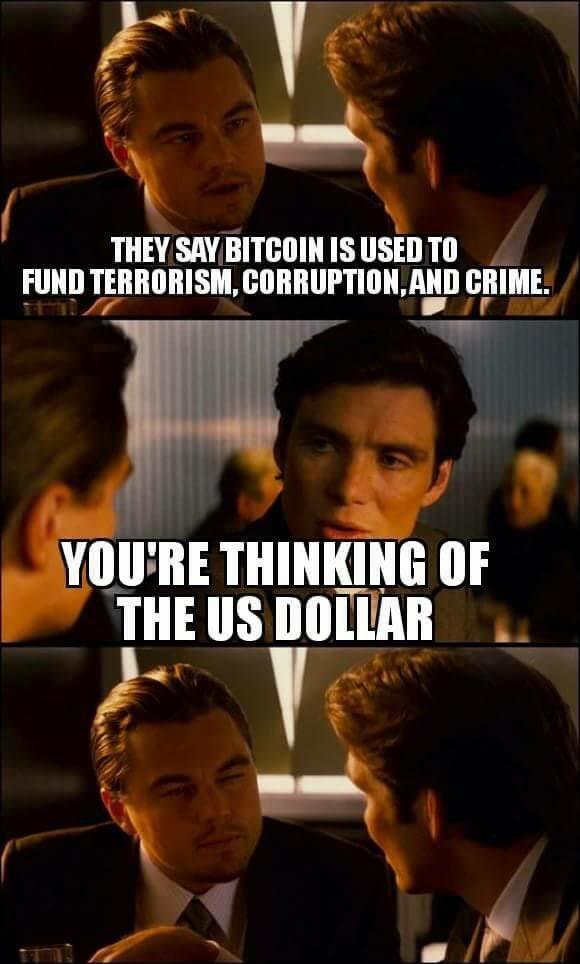 THEY SAY BITCOIN IS USED TO
FUND TERRORISM, CORRUPTION, AND CRIME.
YOU'RE THINKING OF
THE US DOLLAR